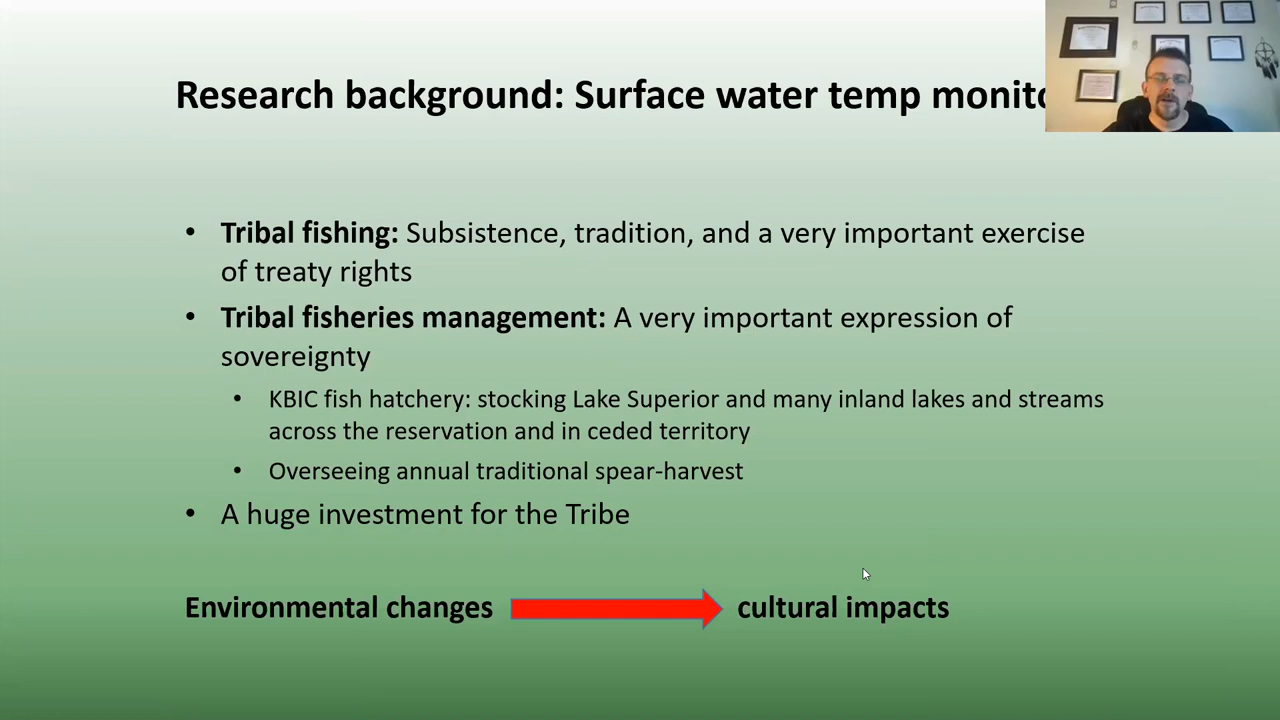 Research background: Surface water temp
• Tribal fishing: Subsistence, tradition, and a very important exercise
of treaty rights
• Tribal fisheries management: A very important expression of
sovereignty
• KBIC fish hatchery: stocking Lake Superior and many inland lakes and streams
across the reservation and in ceded territory
• Overseeing annual traditional spear-harvest
• A huge investment for the Tribe
Environmental changes cultural impacts